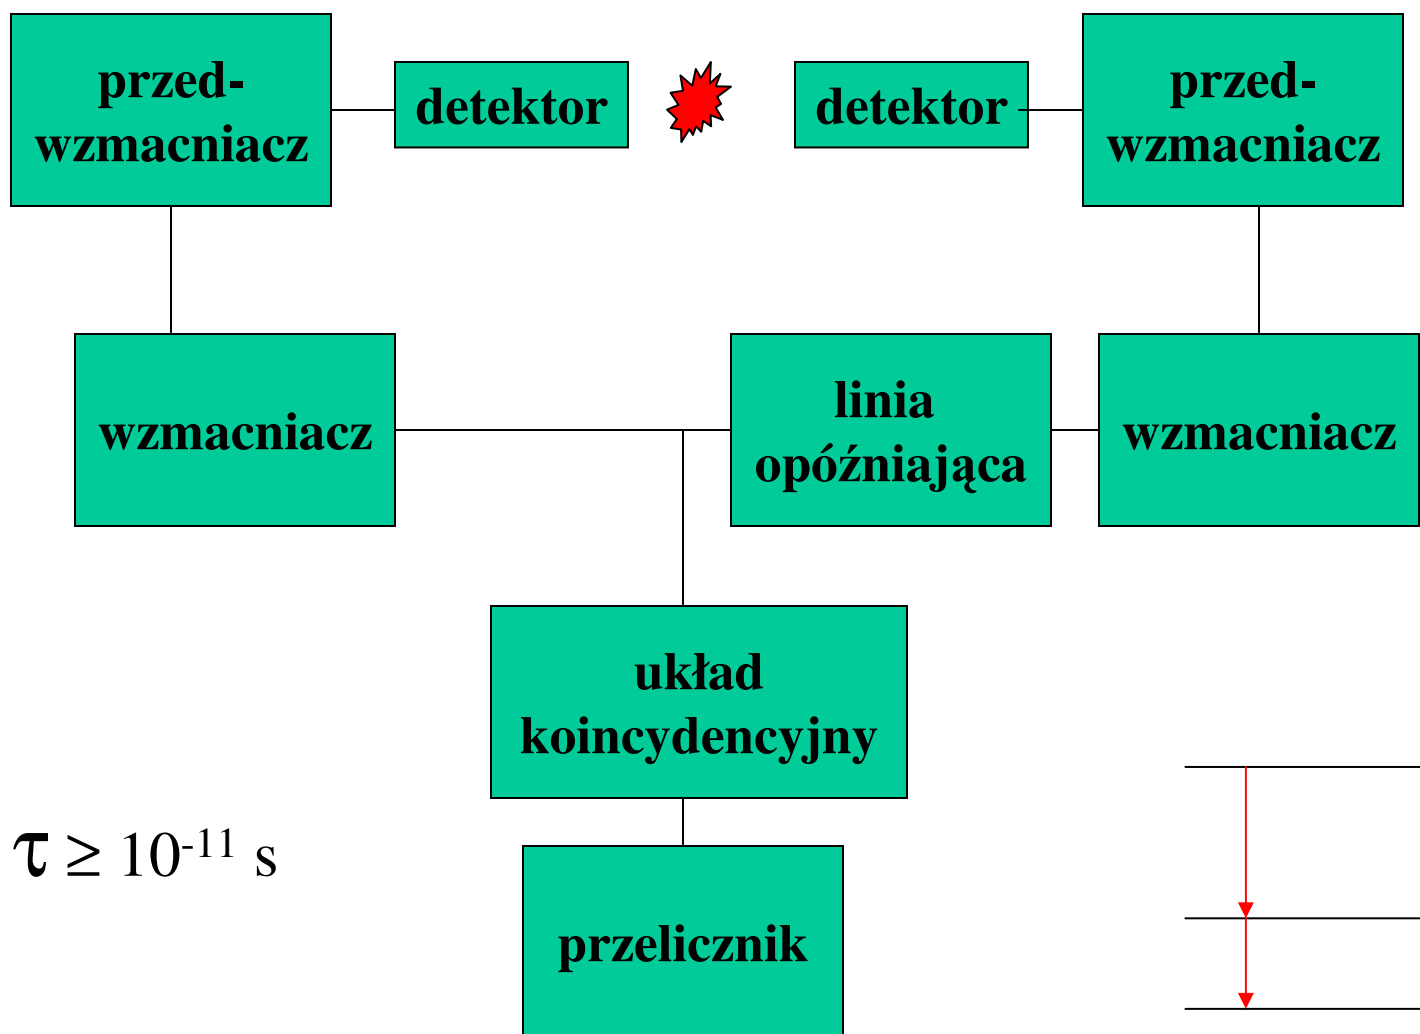 przed-
wzmacniacz
detektor
detektor
przed-
wzmacniacz
wzmacniacz
linia
opóźniająca
wzmacniacz
układ
koincydencyjny
τ ≥ 10⁻¹¹ s
przelicznik